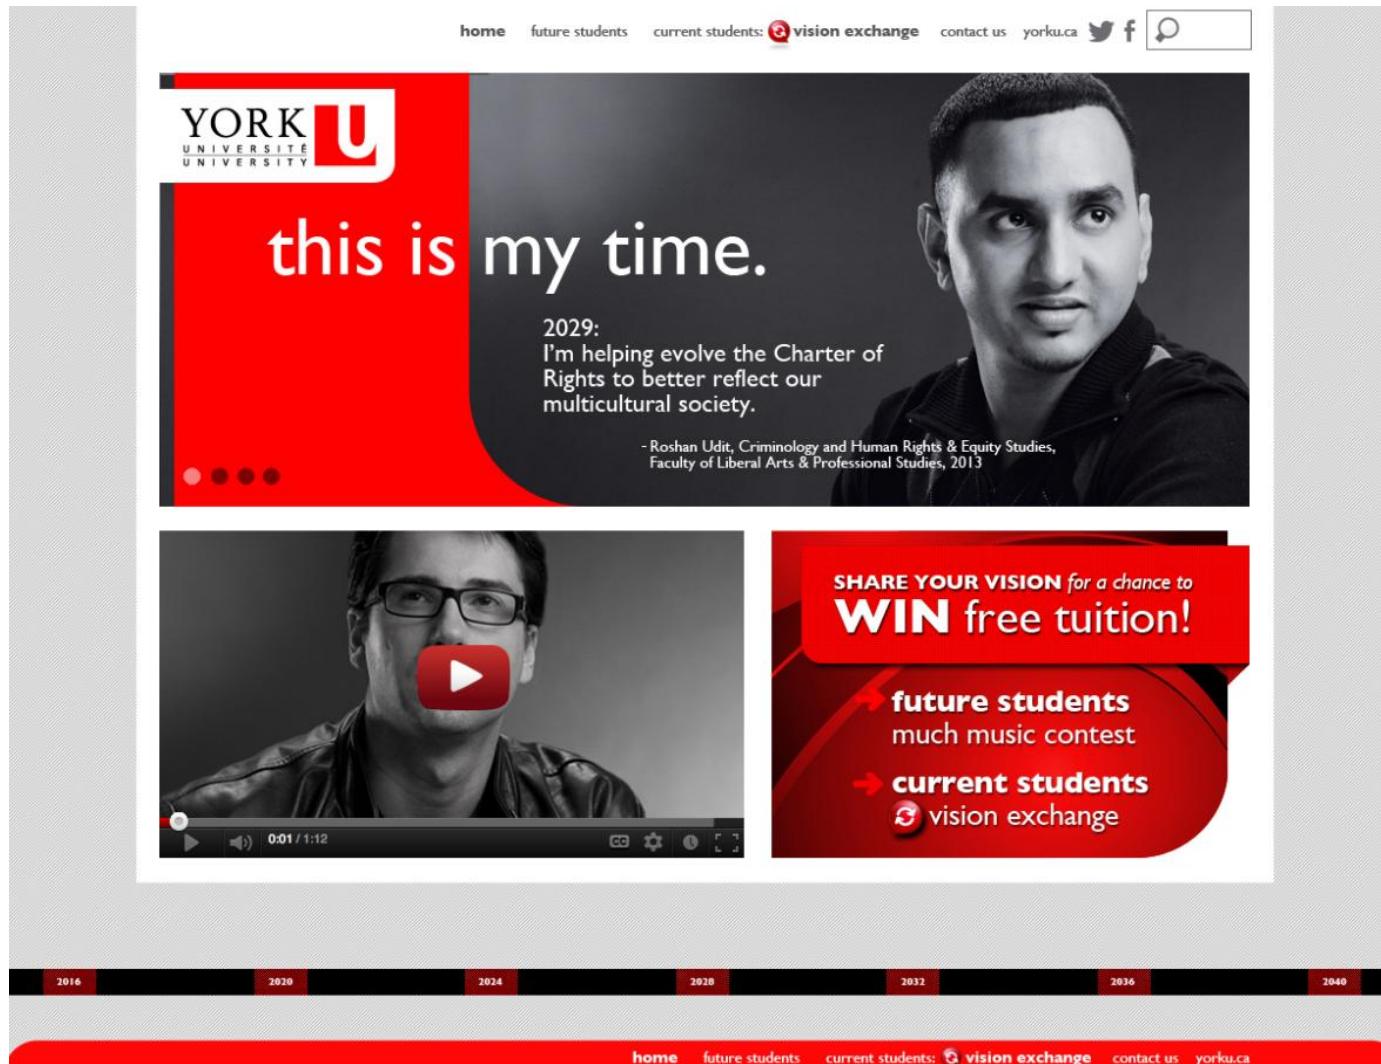 home future students current students: vision exchange contact us yorku.ca
YORK U
UNIVERSITÉ
UNIVERSITY
this is my time.
2029:
I'm helping evolve the Charter of
Rights to better reflect our
multicultural society.
- Roshan Udit, Criminology and Human Rights & Equity Studies,
Faculty of Liberal Arts & Professional Studies, 2013
0:01 / 1:12 CC
SHARE YOUR VISION for a chance to
WIN free tuition!
future students
much music contest
current students
vision exchange
2016 2020 2024 2028 2032 2036 2040
home future students current students: vision exchange contact us yorku.ca